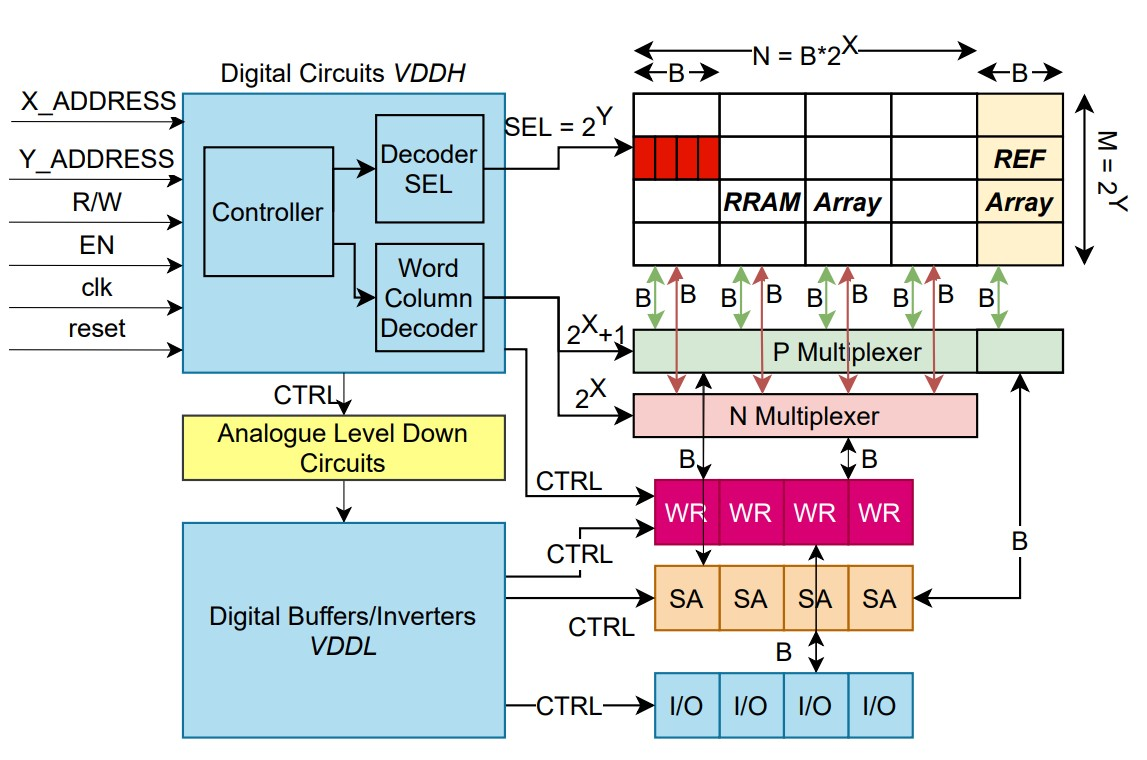 N = B*2^X
Digital Circuits VDDH
B
B
X_ADDRESS
SEL = 2^Y
Y_ADDRESS
R/W
EN
clk
reset
Controller
Decoder
SEL
Word
Column
Decoder
REF
RRAM Array
Array
M = 2^Y
B B B B B B B B B
2^X+1
P Multiplexer
2^X
N Multiplexer
CTRL
Analogue Level Down
Circuits
B
B
CTRL
WR WR WR WR
CTRL
B
SA SA SA SA
CTRL
Digital Buffers/Inverters
VDDL
B
CTRL
I/O I/O I/O I/O